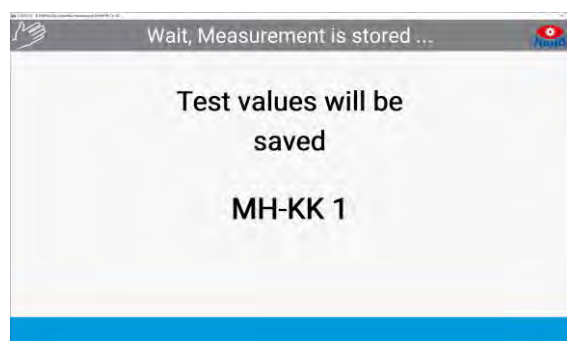 Wait, Measurement is stored ...
Test values will be
saved
MH-KK 1